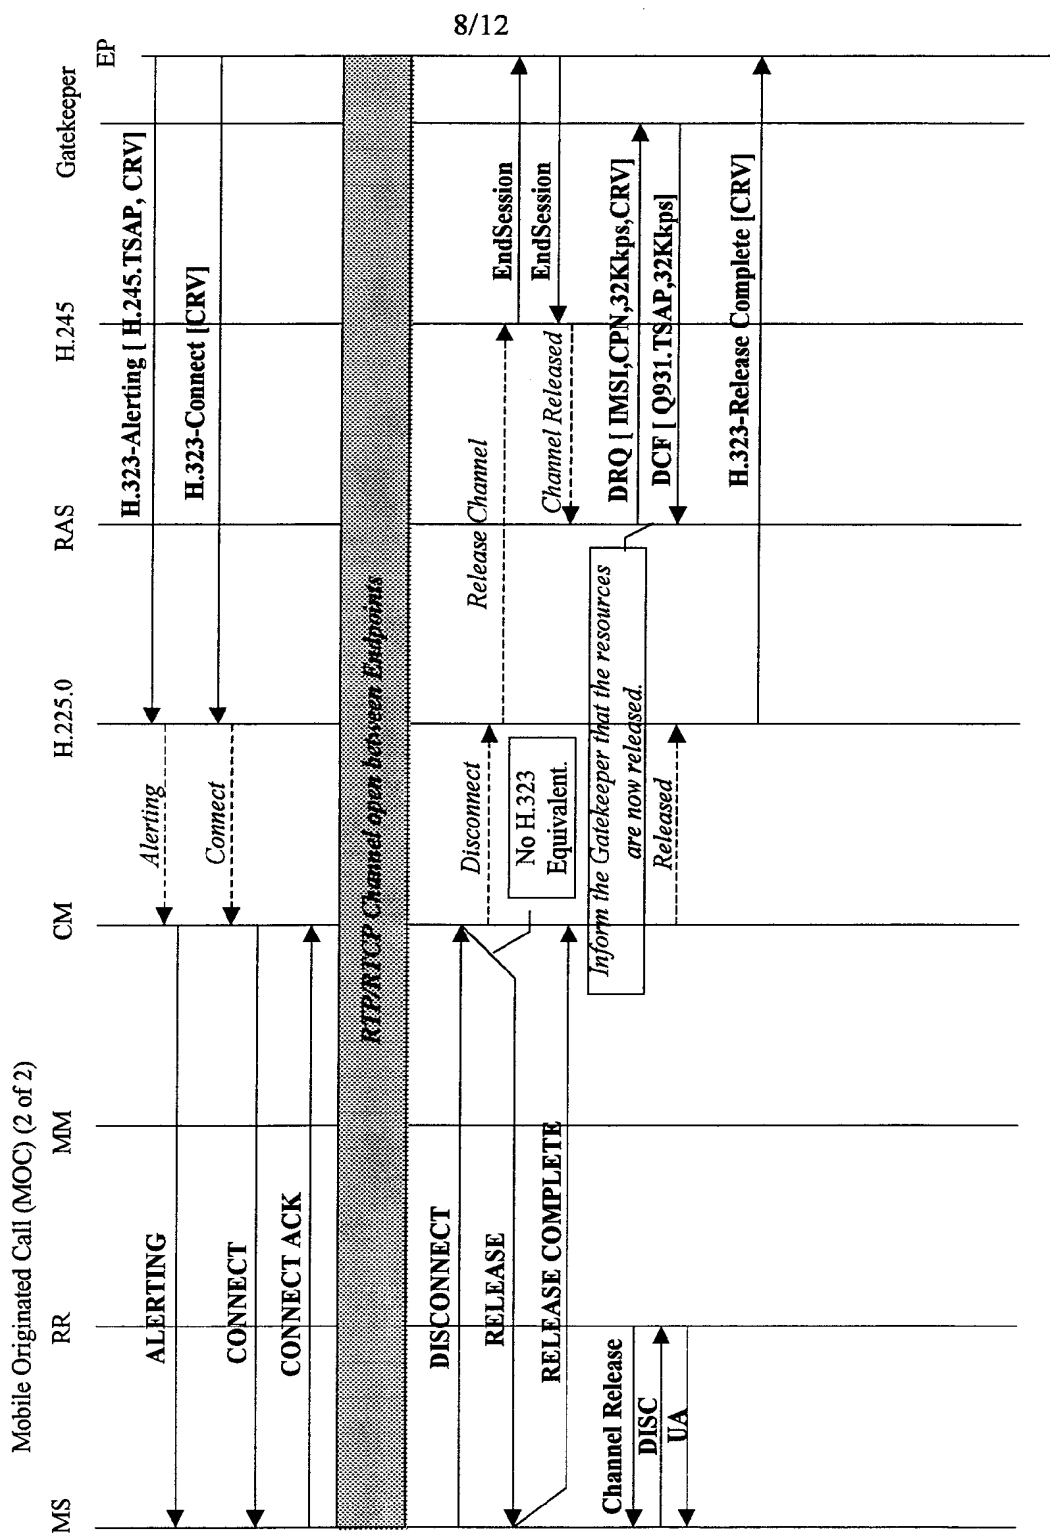 8/12
Mobile Originated Call (MOC) (2 of 2)
MS
RR
MM
CM
H.225.0
RAS
H.245
Gatekeeper
EP
H.323-Alerting [ H.245.TSAP, CRV]
Alerting
ALERTING
H.323-Connect [CRV]
Connect
CONNECT
CONNECT ACK
RTP/RTCP Channel open between Endpoints
DISCONNECT
Disconnect
Release Channel
EndSession
EndSession
Channel Released
No H.323
Equivalent.
RELEASE
RELEASE COMPLETE
DRQ [ IMSI,CPN,32Kkps,CRV]
DCF [ Q931.TSAP,32Kkps]
Inform the Gatekeeper that the resources
are now released.
Released
H.323-Release Complete [CRV]
Channel Release
DISC
UA